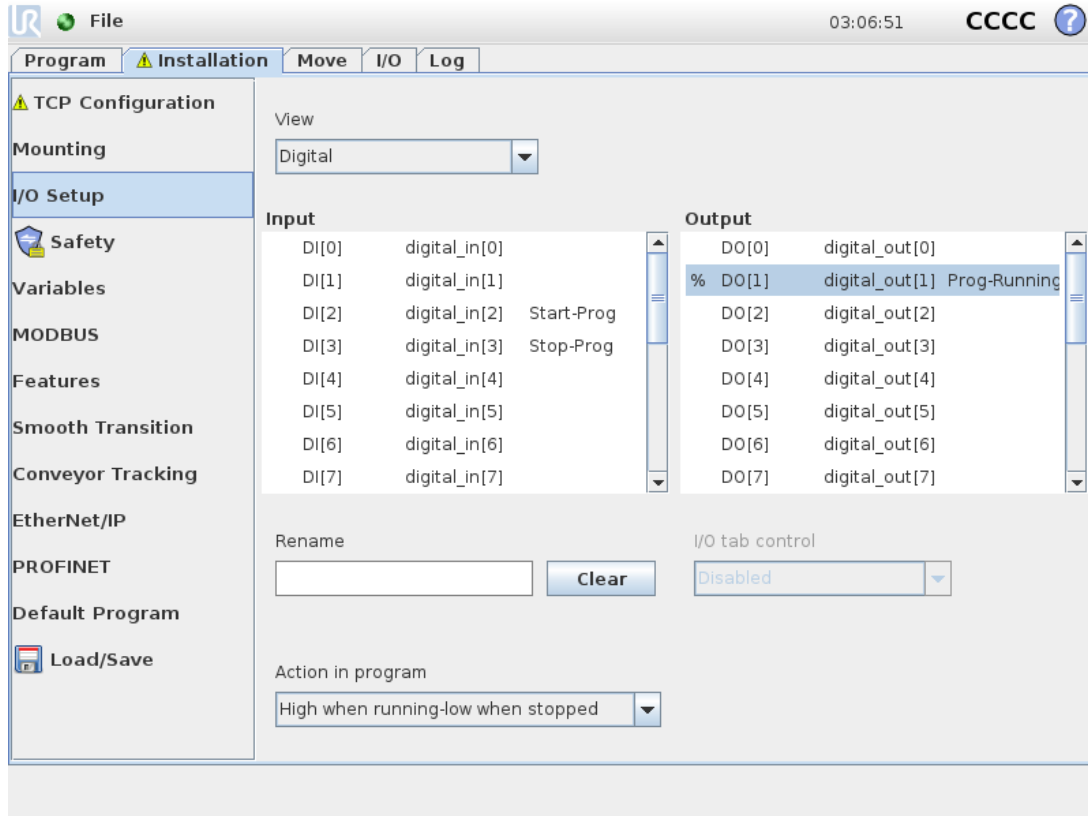 UR File 03:06:51 CCCC ?
Program Installation Move I/O Log
TCP Configuration
Mounting
I/O Setup
Safety
Variables
MODBUS
Features
Smooth Transition
Conveyor Tracking
EtherNet/IP
PROFINET
Default Program
Load/Save
View
Digital
Input
DI[0] digital_in[0]
DI[1] digital_in[1]
DI[2] digital_in[2] Start-Prog
DI[3] digital_in[3] Stop-Prog
DI[4] digital_in[4]
DI[5] digital_in[5]
DI[6] digital_in[6]
DI[7] digital_in[7]
Output
DO[0] digital_out[0]
% DO[1] digital_out[1] Prog-Running
DO[2] digital_out[2]
DO[3] digital_out[3]
DO[4] digital_out[4]
DO[5] digital_out[5]
DO[6] digital_out[6]
DO[7] digital_out[7]
Rename
Clear
I/O tab control
Disabled
Action in program
High when running-low when stopped